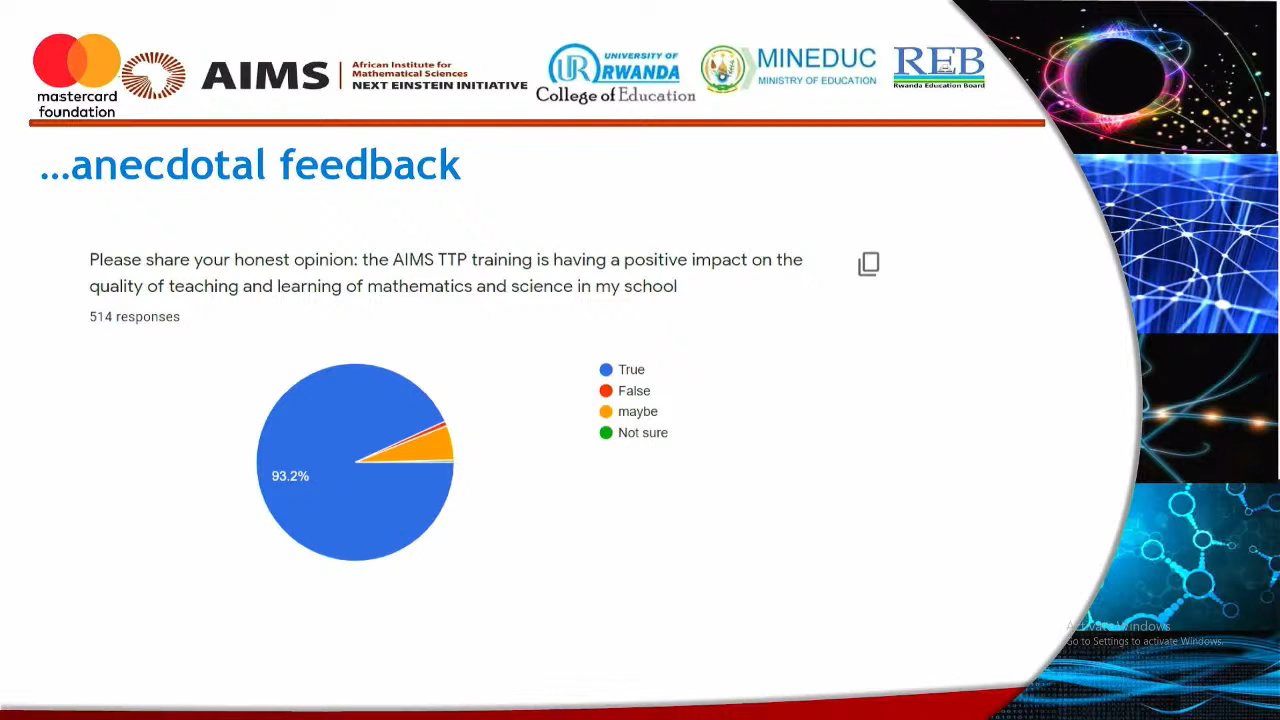 mastercard
foundation
AIMS
African Institute for
Mathematical Sciences
NEXT EINSTEIN INITIATIVE
UR
UNIVERSITY OF
RWANDA
College of Education
MINEDUC
MINISTRY OF EDUCATION
REB
Rwanda Education Board
...anecdotal feedback
Please share your honest opinion: the AIMS TTP training is having a positive impact on the
quality of teaching and learning of mathematics and science in my school
514 responses
True
False
maybe
Not sure
93.2%
Activate Windows
Go to Settings to activate Windows.